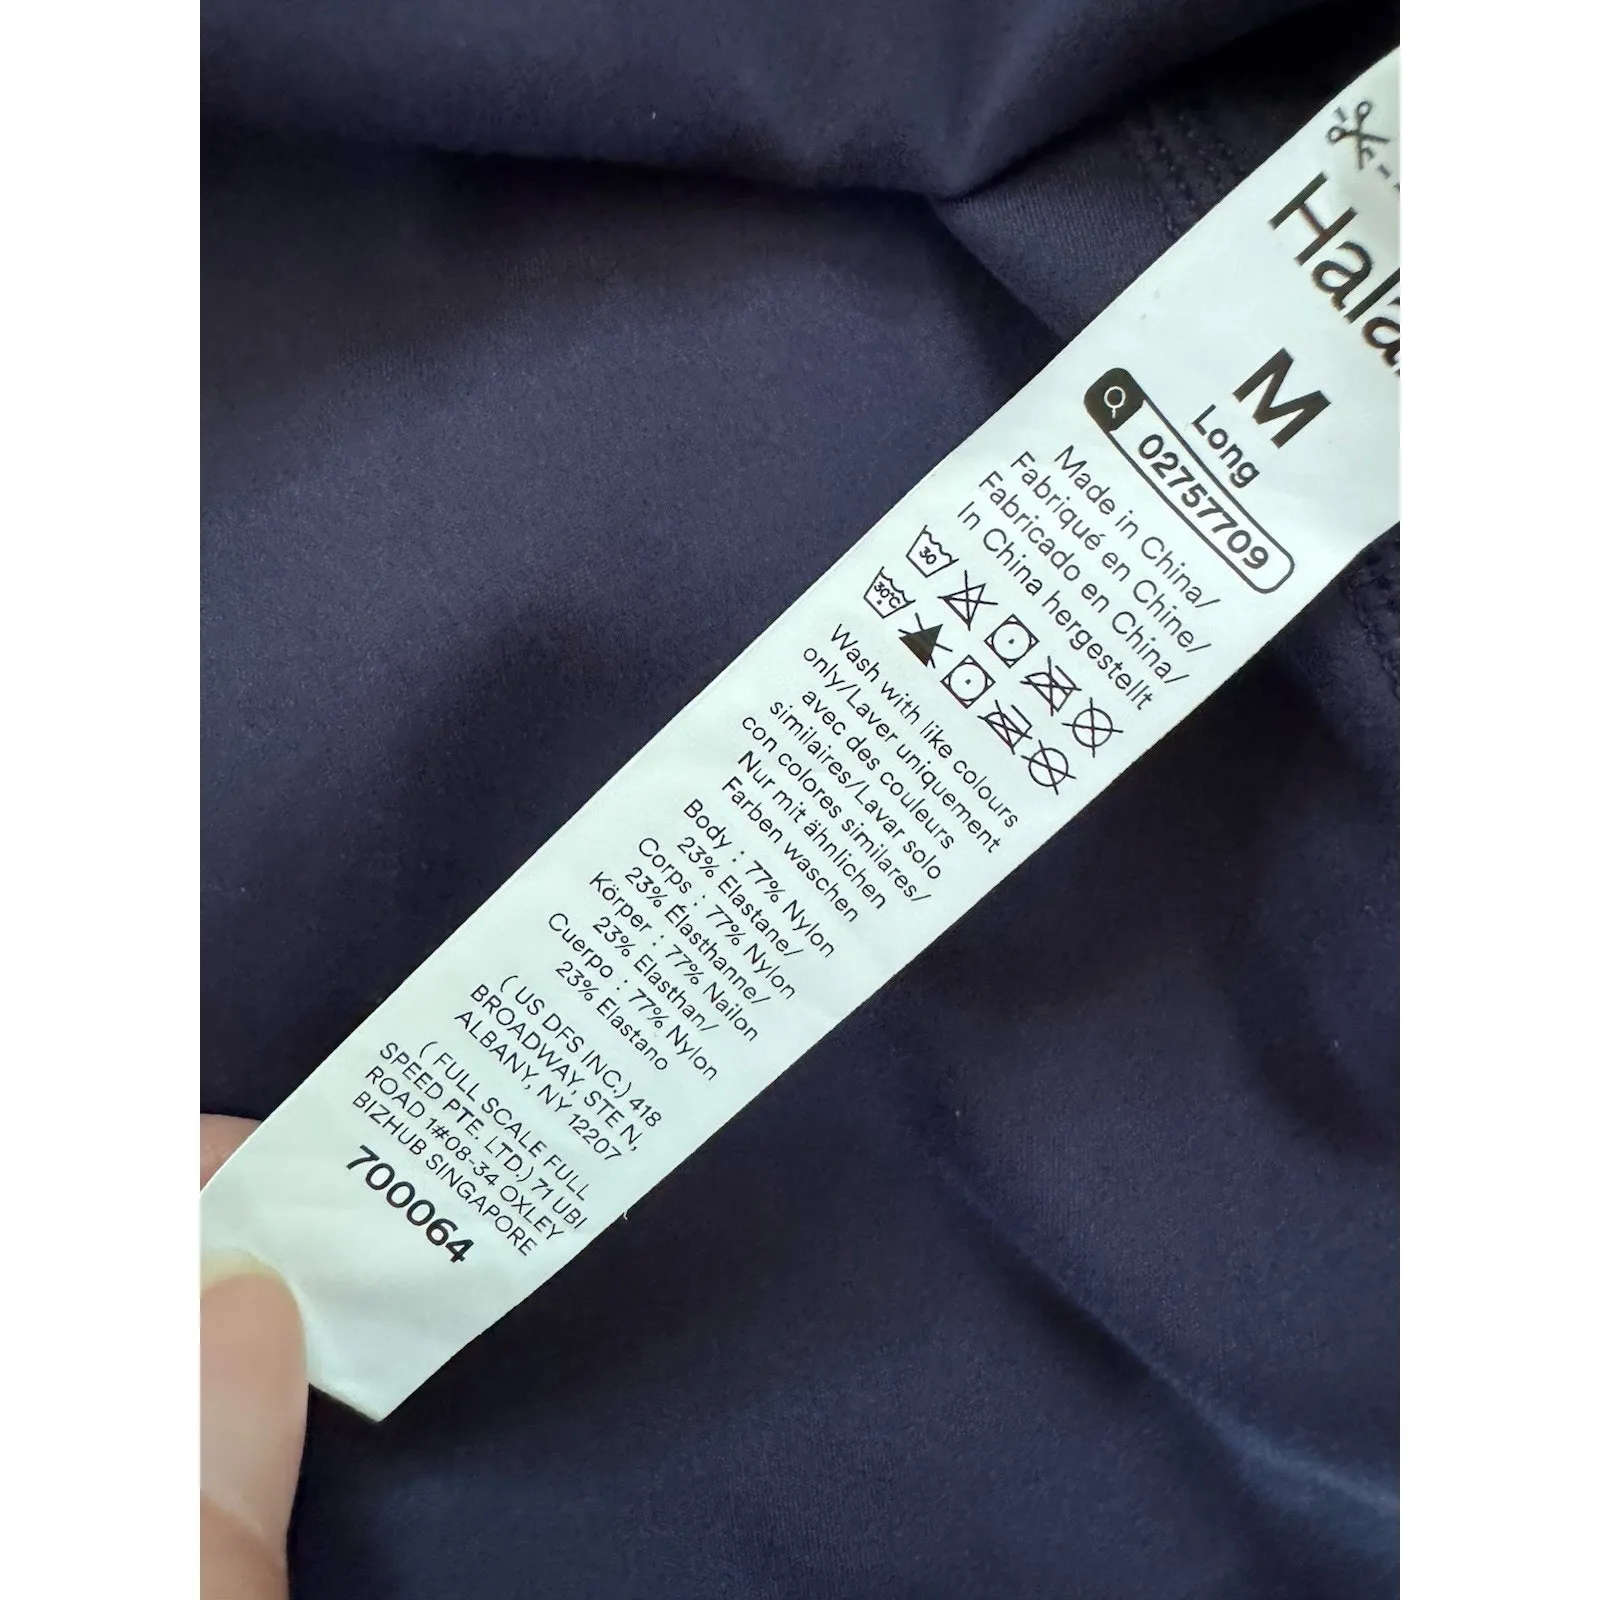 Hala
M
Long
02757709
Made in China/
Fabriqué en Chine/
Fabricado en China/
In China hergestellt
30
30°C
Wash with like colours
only/Laver uniquement
avec des couleurs
similaires/Lavar solo
con colores similares/
Nur mit ähnlichen
Farben waschen
Body : 77% Nylon
23% Elastane/
Corps : 77% Nylon
23% Élasthanne/
Körper : 77% Nailon
23% Elasthan/
Cuerpo : 77% Nylon
23% Elastano
( US DFS INC.) 418
BROADWAY, STE N,
ALBANY, NY 12207
( FULL SCALE FULL
SPEED PTE. LTD.) 71 UBI
ROAD 1#08-34 OXLEY
BIZHUB SINGAPORE
700064